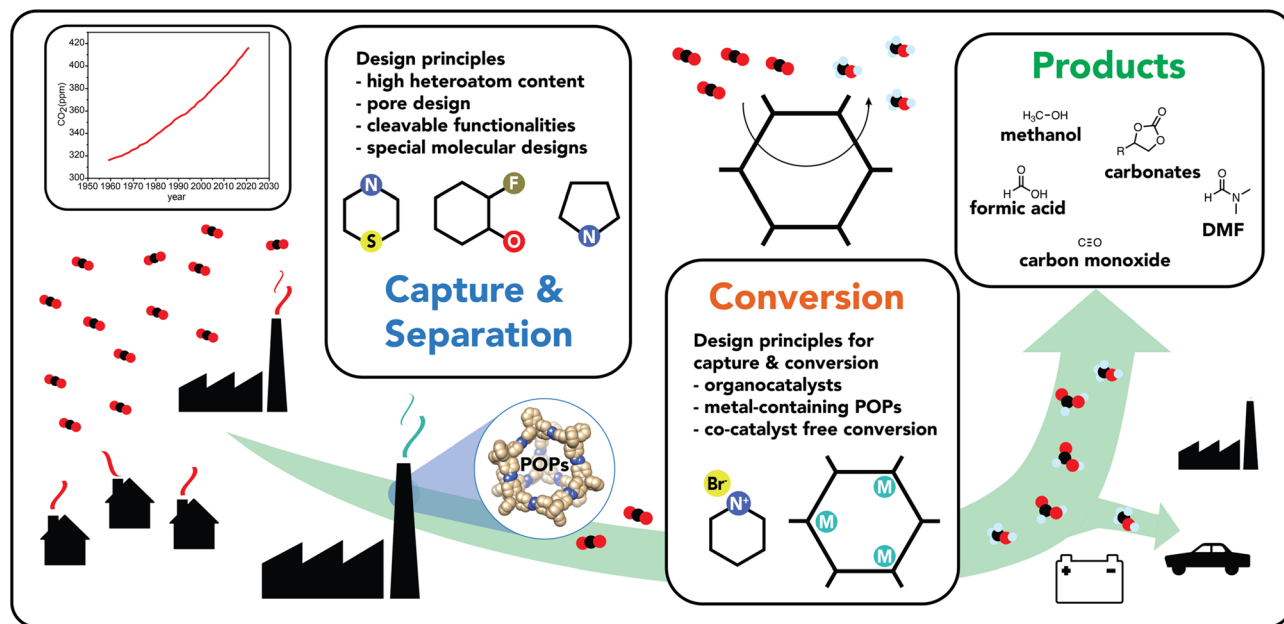 420
400
380
360
340
320
300
CO2(ppm)
1950 1960 1970 1980 1990 2000 2010 2020 2030
year
Design principles
- high heteroatom content
- pore design
- cleavable functionalities
- special molecular designs
N
S
F
O
N
Capture &
Separation
POPs
Conversion
Design principles for
capture & conversion
- organocatalysts
- metal-containing POPs
- co-catalyst free conversion
Br-
N+
M
M
M
Products
H3C-OH
methanol
O
O
O
R
carbonates
O
H
OH
formic acid
O
H
N
DMF
C≡O
carbon monoxide
+ -